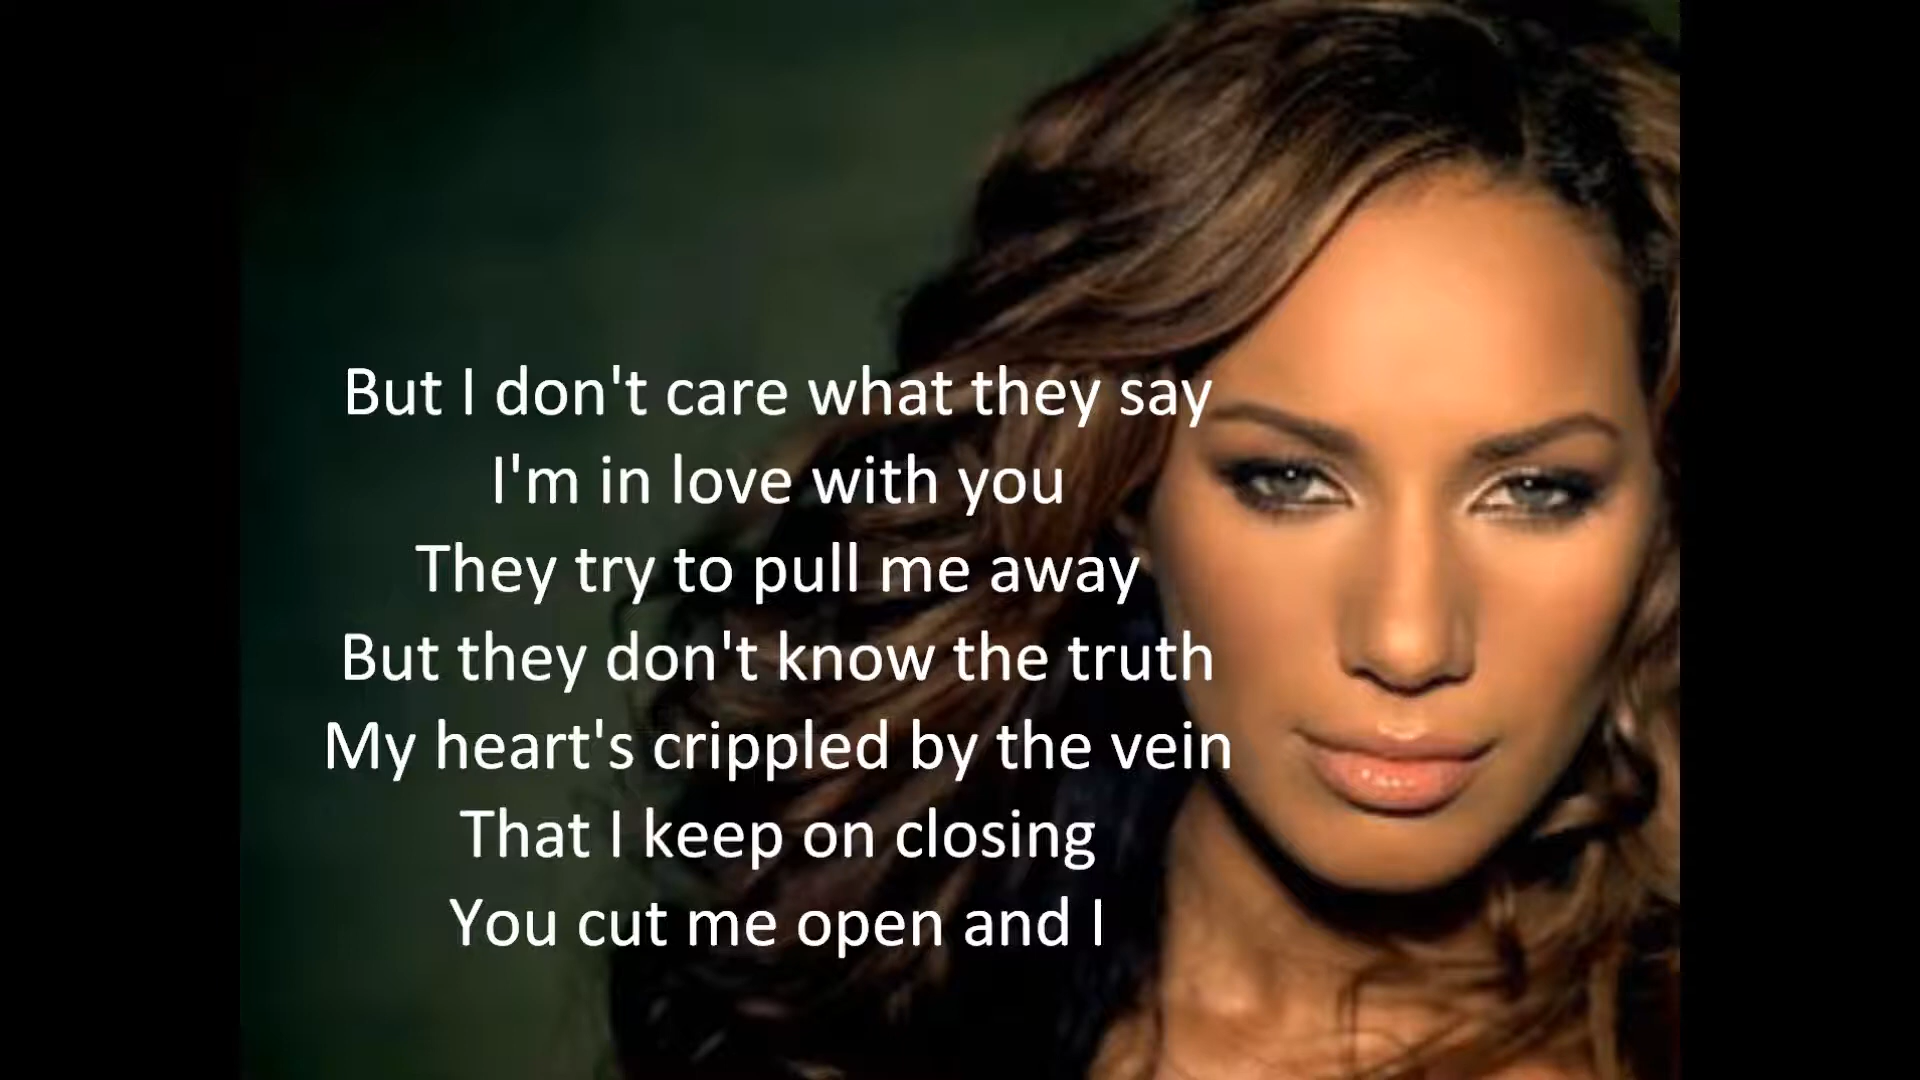 But I don't care what they say
I'm in love with you
They try to pull me away
But they don't know the truth
My heart's crippled by the vein
That I keep on closing
You cut me open and I